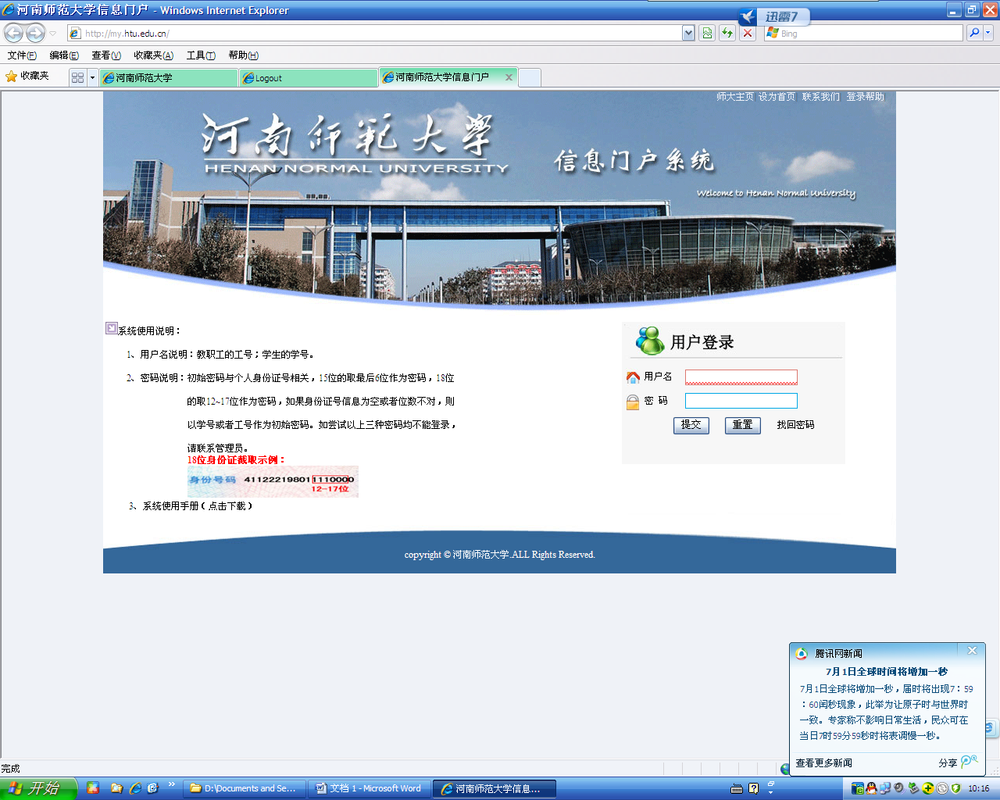 河南师范大学信息门户 - Windows Internet Explorer
迅雷7
http://my.htu.edu.cn/
Bing
文件(F) 编辑(E) 查看(V) 收藏夹(A) 工具(T) 帮助(H)
收藏夹
河南师范大学
Logout
河南师范大学信息门户
师大主页 设为首页 联系我们 登录帮助
河南师范大学
HENAN NORMAL UNIVERSITY
信息门户系统
Welcome to Henan Normal University
系统使用说明：
1、用户名说明：教职工的工号；学生的学号。
2、密码说明：初始密码与个人身份证号相关，15位的取最后6位作为密码，18位
的取12~17位作为密码，如果身份证号信息为空或者位数不对，则
以学号或者工号作为初始密码。如尝试以上三种密码均不能登录，
请联系管理员。
18位身份证截取示例：
身份号码 411222198011110000
12-17位
3、系统使用手册（点击下载）
用户登录
用户名
密 码
提交 重置 找回密码
copyright © 河南师范大学.ALL Rights Reserved.
腾讯网新闻
7月1日全球时间将增加一秒
7月1日全球将增加一秒，届时将出现7：59
：60闰秒现象，此举为让原子时与世界时
一致。专家称不影响日常生活，民众可在
当日7时59分59秒时将表调慢一秒。
查看更多新闻 分享
完成
开始
D:\Documents and Se...
文档 1 - Microsoft Word
河南师范大学信息...
10:16